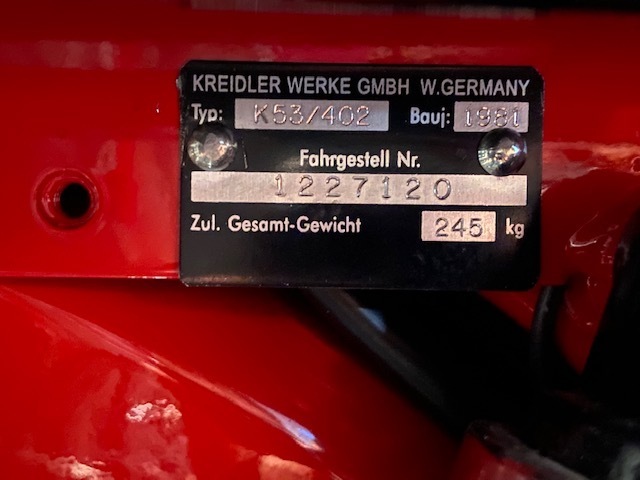 KREIDLER WERKE GMBH W.GERMANY
Typ: K53/402 Bauj: 1981
Fahrgestell Nr.
1227120
Zul. Gesamt-Gewicht 245 kg